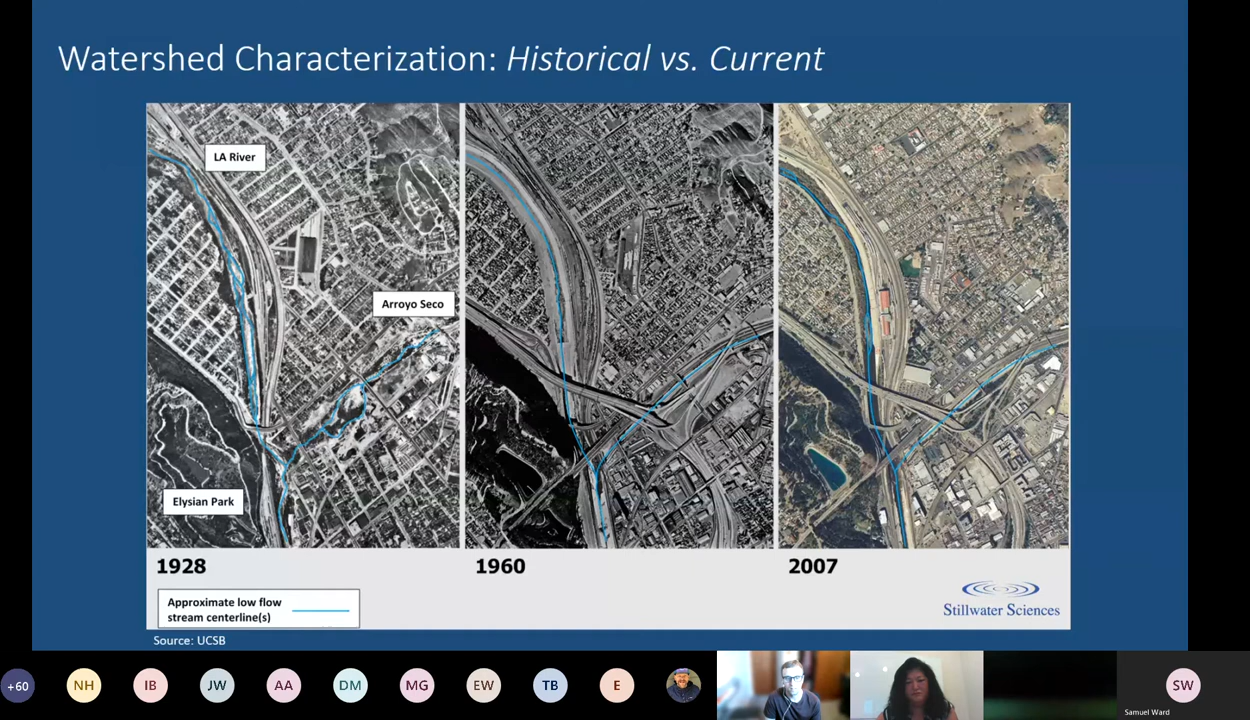 Watershed Characterization: Historical vs. Current
LA River
Arroyo Seco
Elysian Park
1928
1960
2007
Approximate low flow
stream centerline(s)
Stillwater Sciences
Source: UCSB
+60
NH
IB
JW
AA
DM
MG
EW
TB
E
SW
Samuel Ward